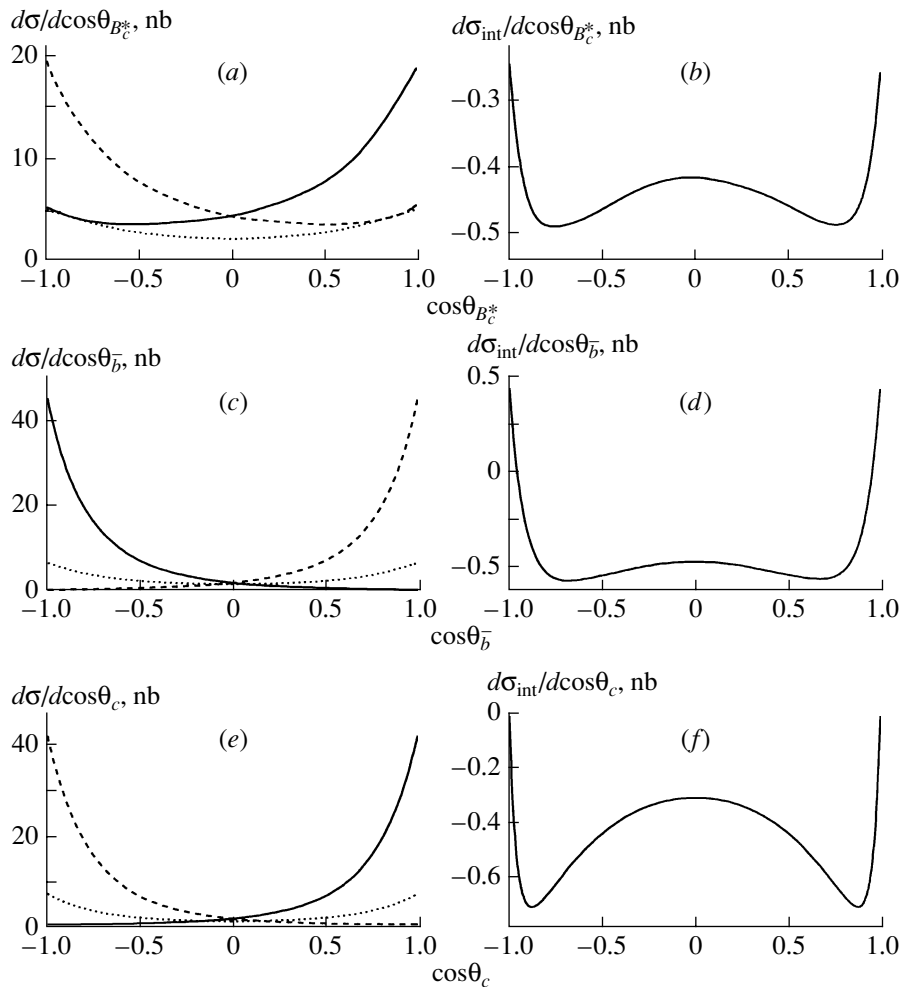 dσ/dcosθ_{B_c^*}, nb
(a)
20
10
0
−1.0 −0.5 0 0.5 1.0
dσ_int/dcosθ_{B_c^*}, nb
(b)
−0.3
−0.4
−0.5
−1.0 −0.5 0 0.5 1.0
cosθ_{B_c^*}
dσ/dcosθ_{b̄}, nb
(c)
40
20
0
−1.0 −0.5 0 0.5 1.0
dσ_int/dcosθ_{b̄}, nb
(d)
0.5
0
−0.5
−1.0 −0.5 0 0.5 1.0
cosθ_{b̄}
dσ/dcosθ_c, nb
(e)
40
20
0
−1.0 −0.5 0 0.5 1.0
dσ_int/dcosθ_c, nb
(f)
0
−0.2
−0.4
−0.6
−1.0 −0.5 0 0.5 1.0
cosθ_c